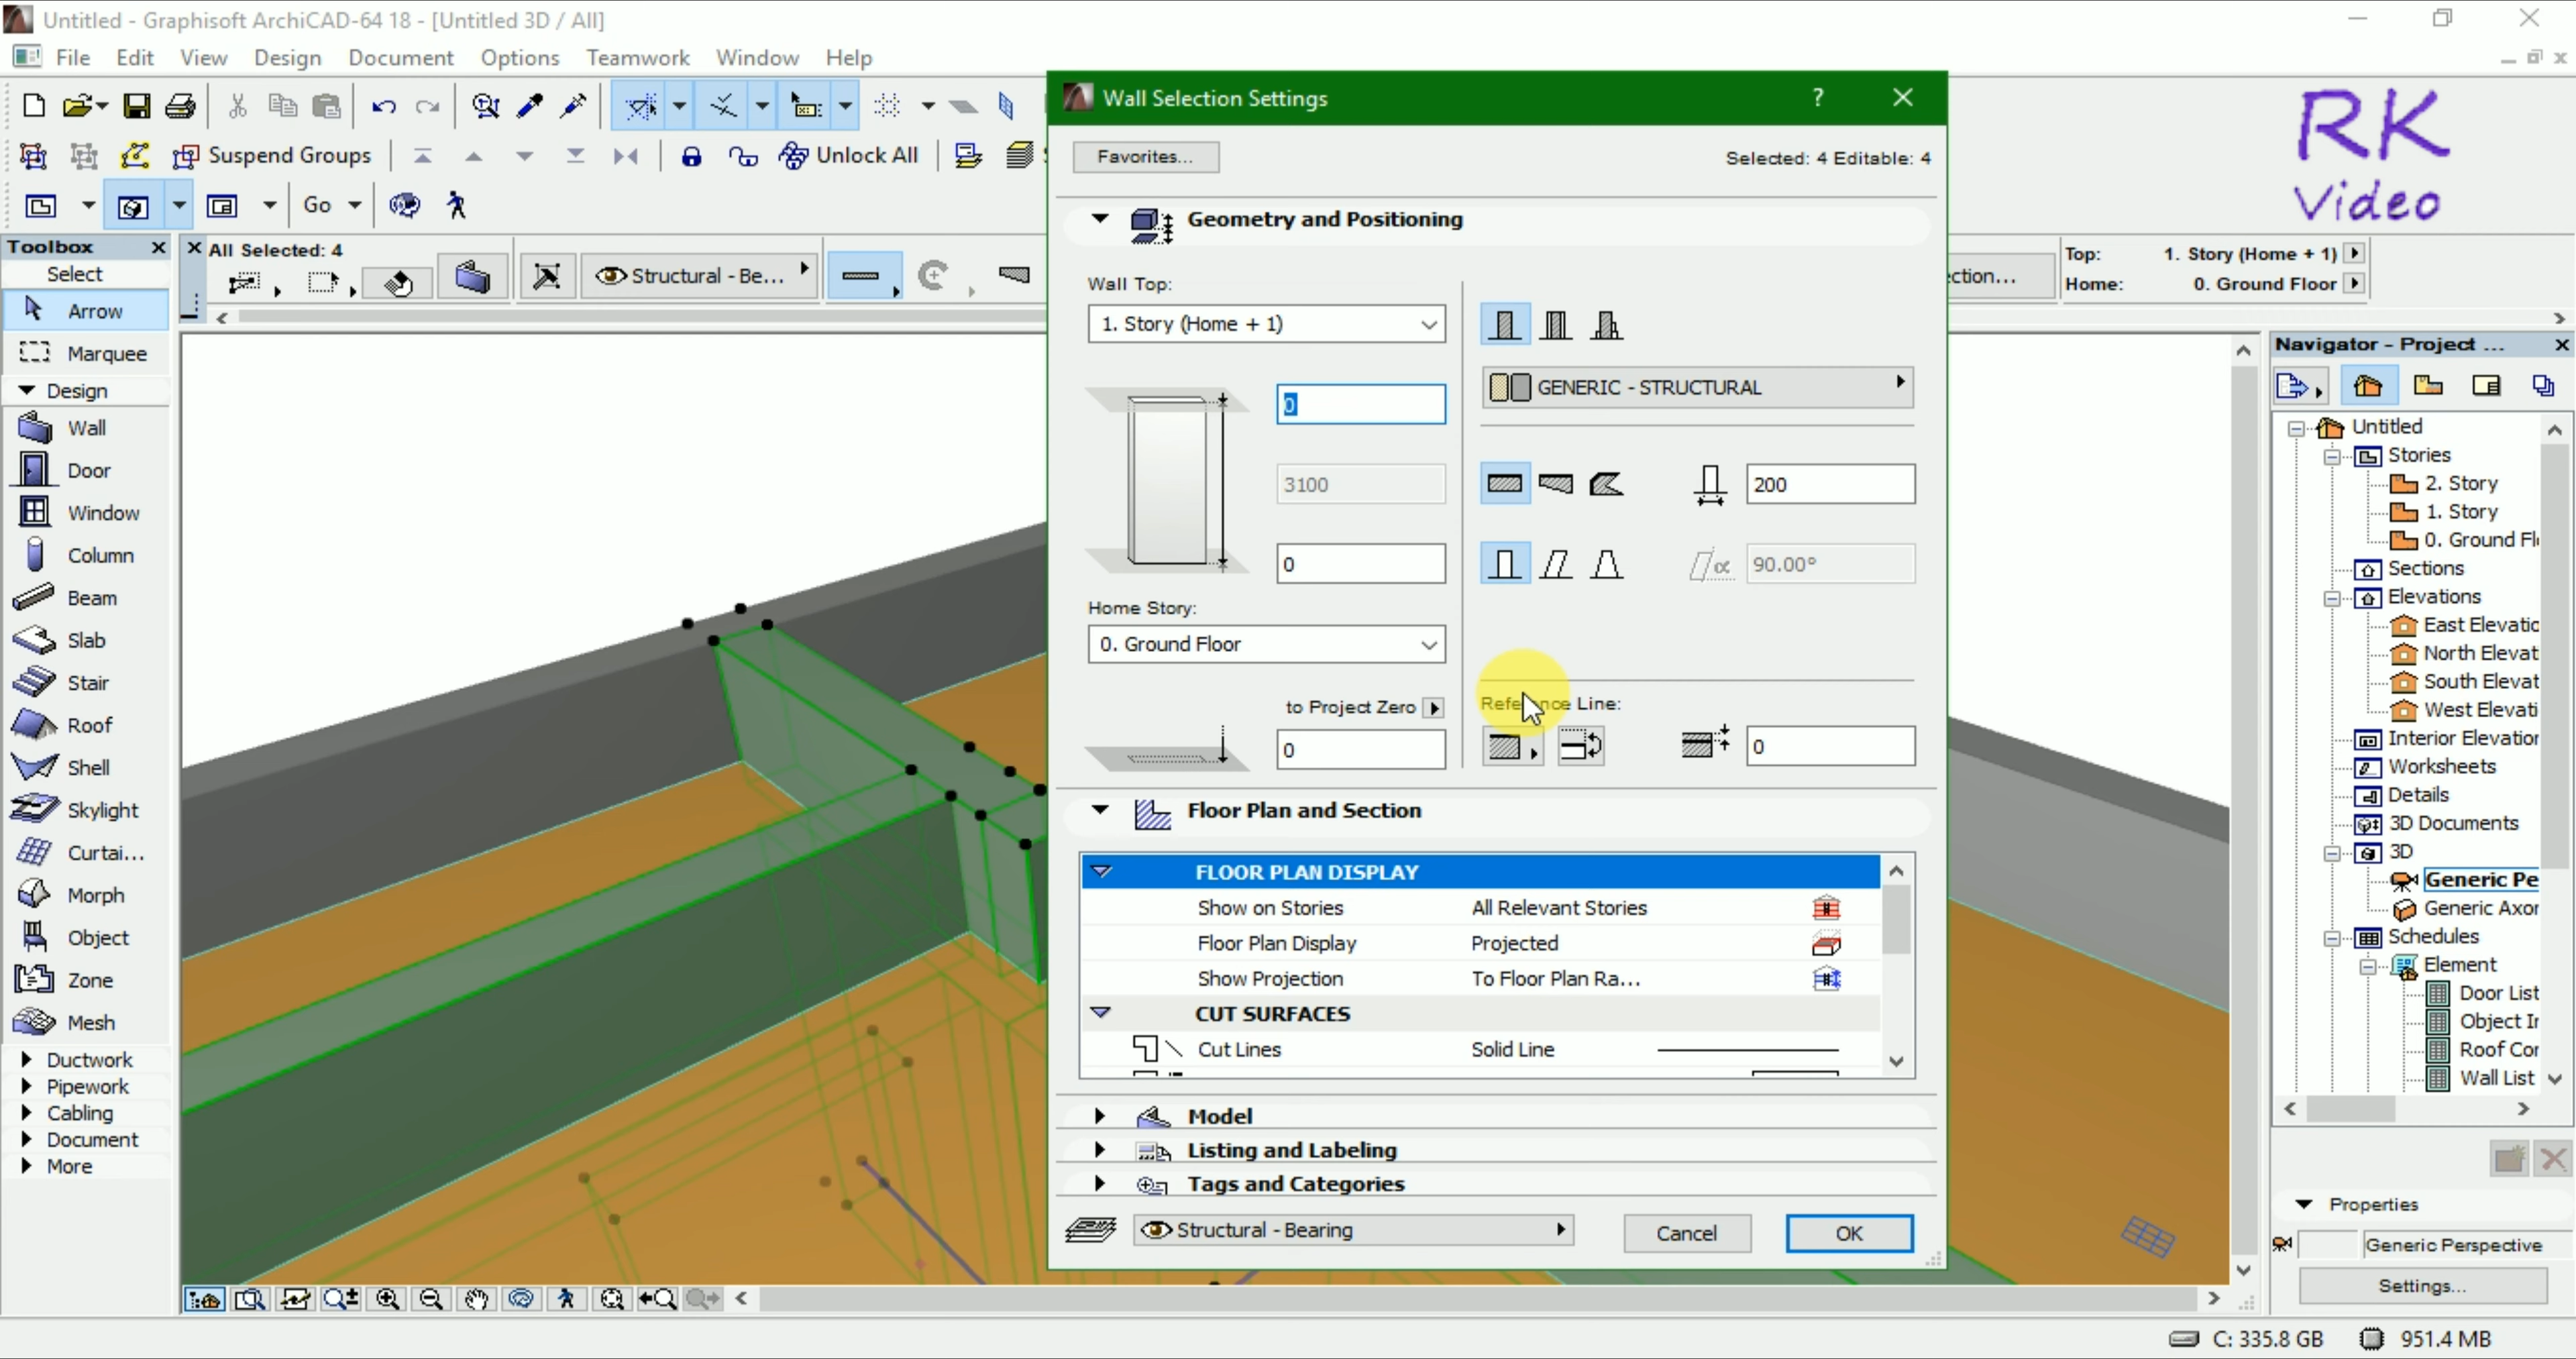 Untitled - Graphisoft ArchiCAD-64 18 - [Untitled 3D / All]
File Edit View Design Document Options Teamwork Window Help
RK
Video
Suspend Groups
Unlock All
Go
Toolbox
Select
Arrow
Marquee
Design
Wall
Door
Window
Column
Beam
Slab
Stair
Roof
Shell
Skylight
Curtai...
Morph
Object
Zone
Mesh
Ductwork
Pipework
Cabling
Document
More
All Selected: 4
Structural - Be...
Wall Selection Settings
?
Favorites...
Selected: 4 Editable: 4
Geometry and Positioning
Wall Top:
1. Story (Home + 1)
0
3100
0
Home Story:
0. Ground Floor
to Project Zero
0
GENERIC - STRUCTURAL
200
α 90.00°
Reference Line:
0
Floor Plan and Section
FLOOR PLAN DISPLAY
Show on Stories All Relevant Stories
Floor Plan Display Projected
Show Projection To Floor Plan Ra...
CUT SURFACES
Cut Lines Solid Line
Model
Listing and Labeling
Tags and Categories
Structural - Bearing
Cancel
OK
ction...
Top: 1. Story (Home + 1)
Home: 0. Ground Floor
Navigator - Project ...
Untitled
Stories
2. Story
1. Story
0. Ground Fl
Sections
Elevations
East Elevatio
North Elevat
South Elevat
West Elevati
Interior Elevation
Worksheets
Details
3D Documents
3D
Generic Pe
Generic Axor
Schedules
Element
Door List
Object Ir
Roof Cor
Wall List
Properties
Generic Perspective
Settings...
C: 335.8 GB
951.4 MB